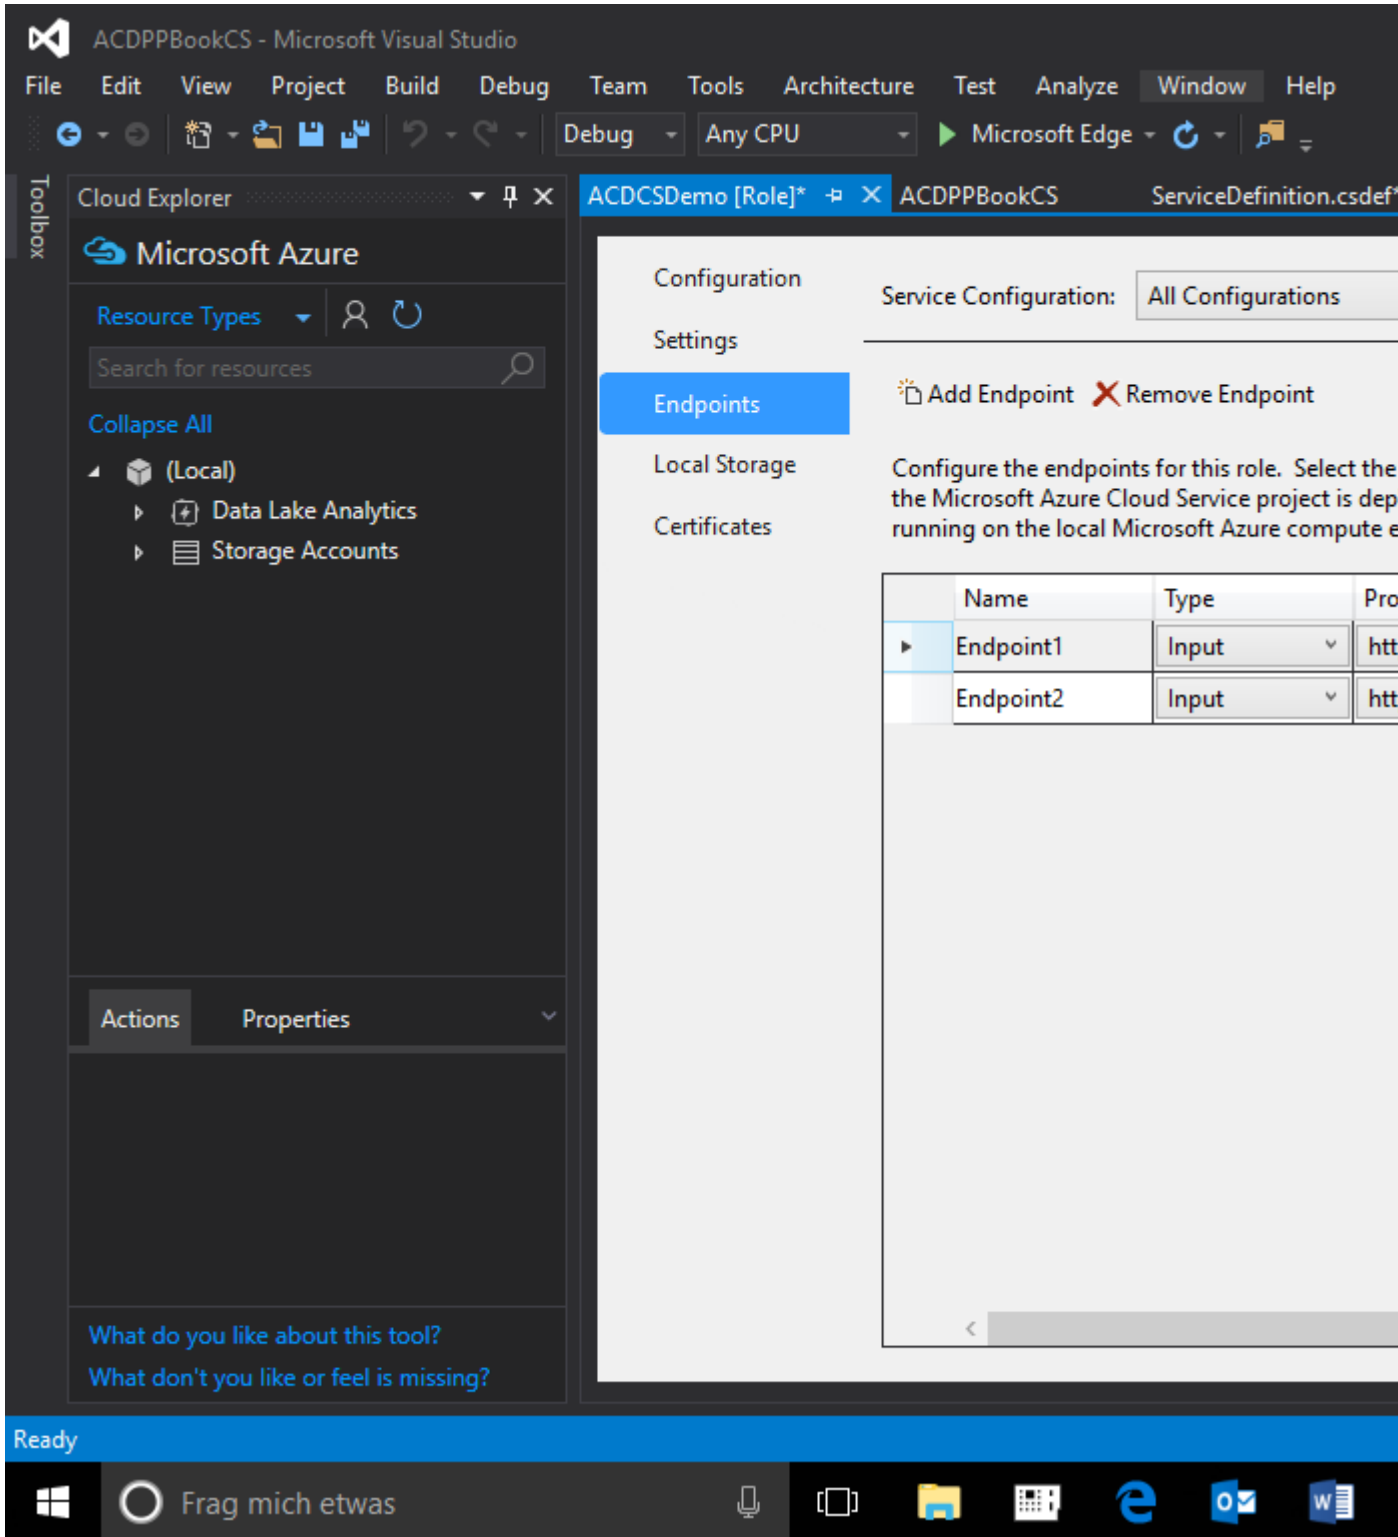 ACDPPBookCS - Microsoft Visual Studio
File Edit View Project Build Debug Team Tools Architecture Test Analyze Window Help
Debug Any CPU Microsoft Edge
Toolbox
Cloud Explorer
Microsoft Azure
Resource Types
Search for resources
Collapse All
(Local)
Data Lake Analytics
Storage Accounts
Actions Properties
What do you like about this tool?
What don't you like or feel is missing?
ACDCSDemo [Role]* ACDPPBookCS ServiceDefinition.csdef*
Configuration
Settings
Endpoints
Local Storage
Certificates
Service Configuration: All Configurations
Add Endpoint Remove Endpoint
Configure the endpoints for this role. Select the
the Microsoft Azure Cloud Service project is dep
running on the local Microsoft Azure compute e
Name Type Pro
Endpoint1 Input htt
Endpoint2 Input htt
Ready
Frag mich etwas